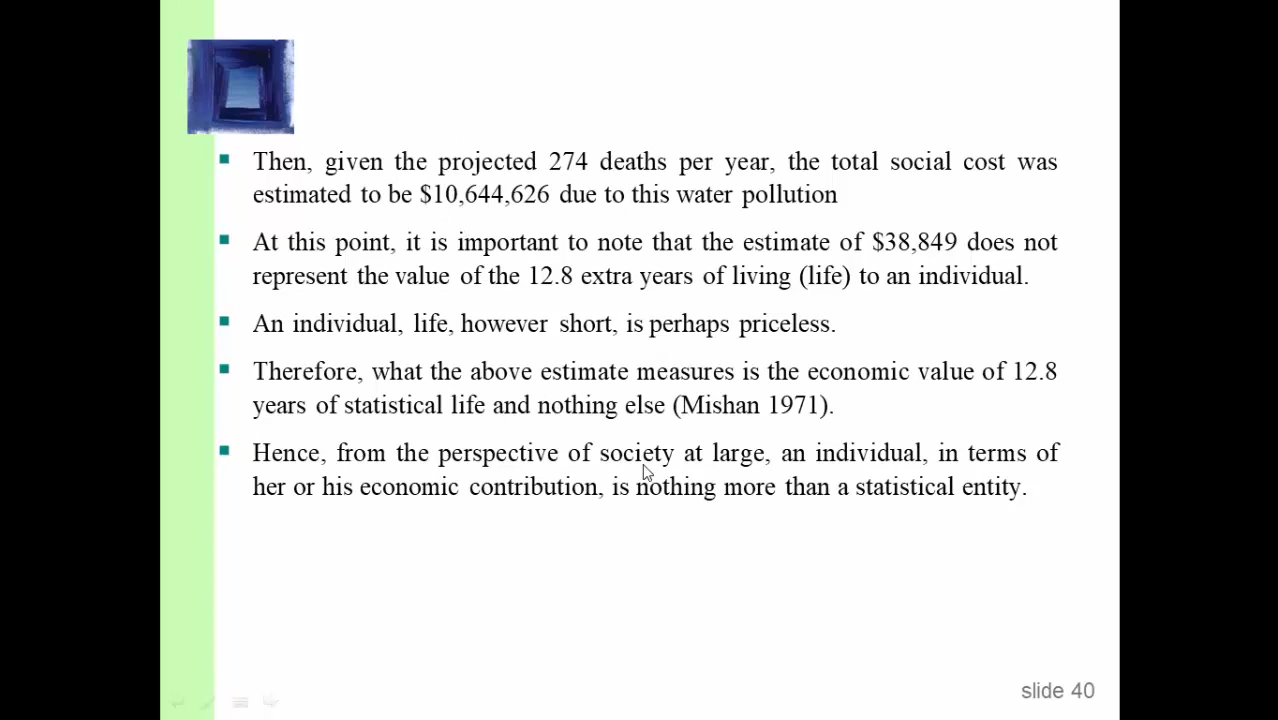 Then, given the projected 274 deaths per year, the total social cost was
estimated to be $10,644,626 due to this water pollution
At this point, it is important to note that the estimate of $38,849 does not
represent the value of the 12.8 extra years of living (life) to an individual.
An individual, life, however short, is perhaps priceless.
Therefore, what the above estimate measures is the economic value of 12.8
years of statistical life and nothing else (Mishan 1971).
Hence, from the perspective of society at large, an individual, in terms of
her or his economic contribution, is nothing more than a statistical entity.
slide 40